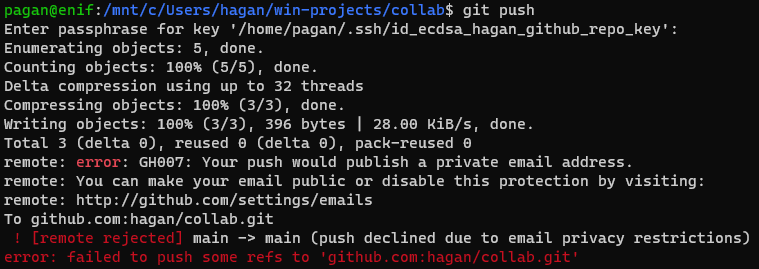 pagan@enif:/mnt/c/Users/hagan/win-projects/collab$ git push
Enter passphrase for key '/home/pagan/.ssh/id_ecdsa_hagan_github_repo_key':
Enumerating objects: 5, done.
Counting objects: 100% (5/5), done.
Delta compression using up to 32 threads
Compressing objects: 100% (3/3), done.
Writing objects: 100% (3/3), 396 bytes | 28.00 KiB/s, done.
Total 3 (delta 0), reused 0 (delta 0), pack-reused 0
remote: error: GH007: Your push would publish a private email address.
remote: You can make your email public or disable this protection by visiting:
remote: http://github.com/settings/emails
To github.com:hagan/collab.git
 ! [remote rejected] main -> main (push declined due to email privacy restrictions)
error: failed to push some refs to 'github.com:hagan/collab.git'